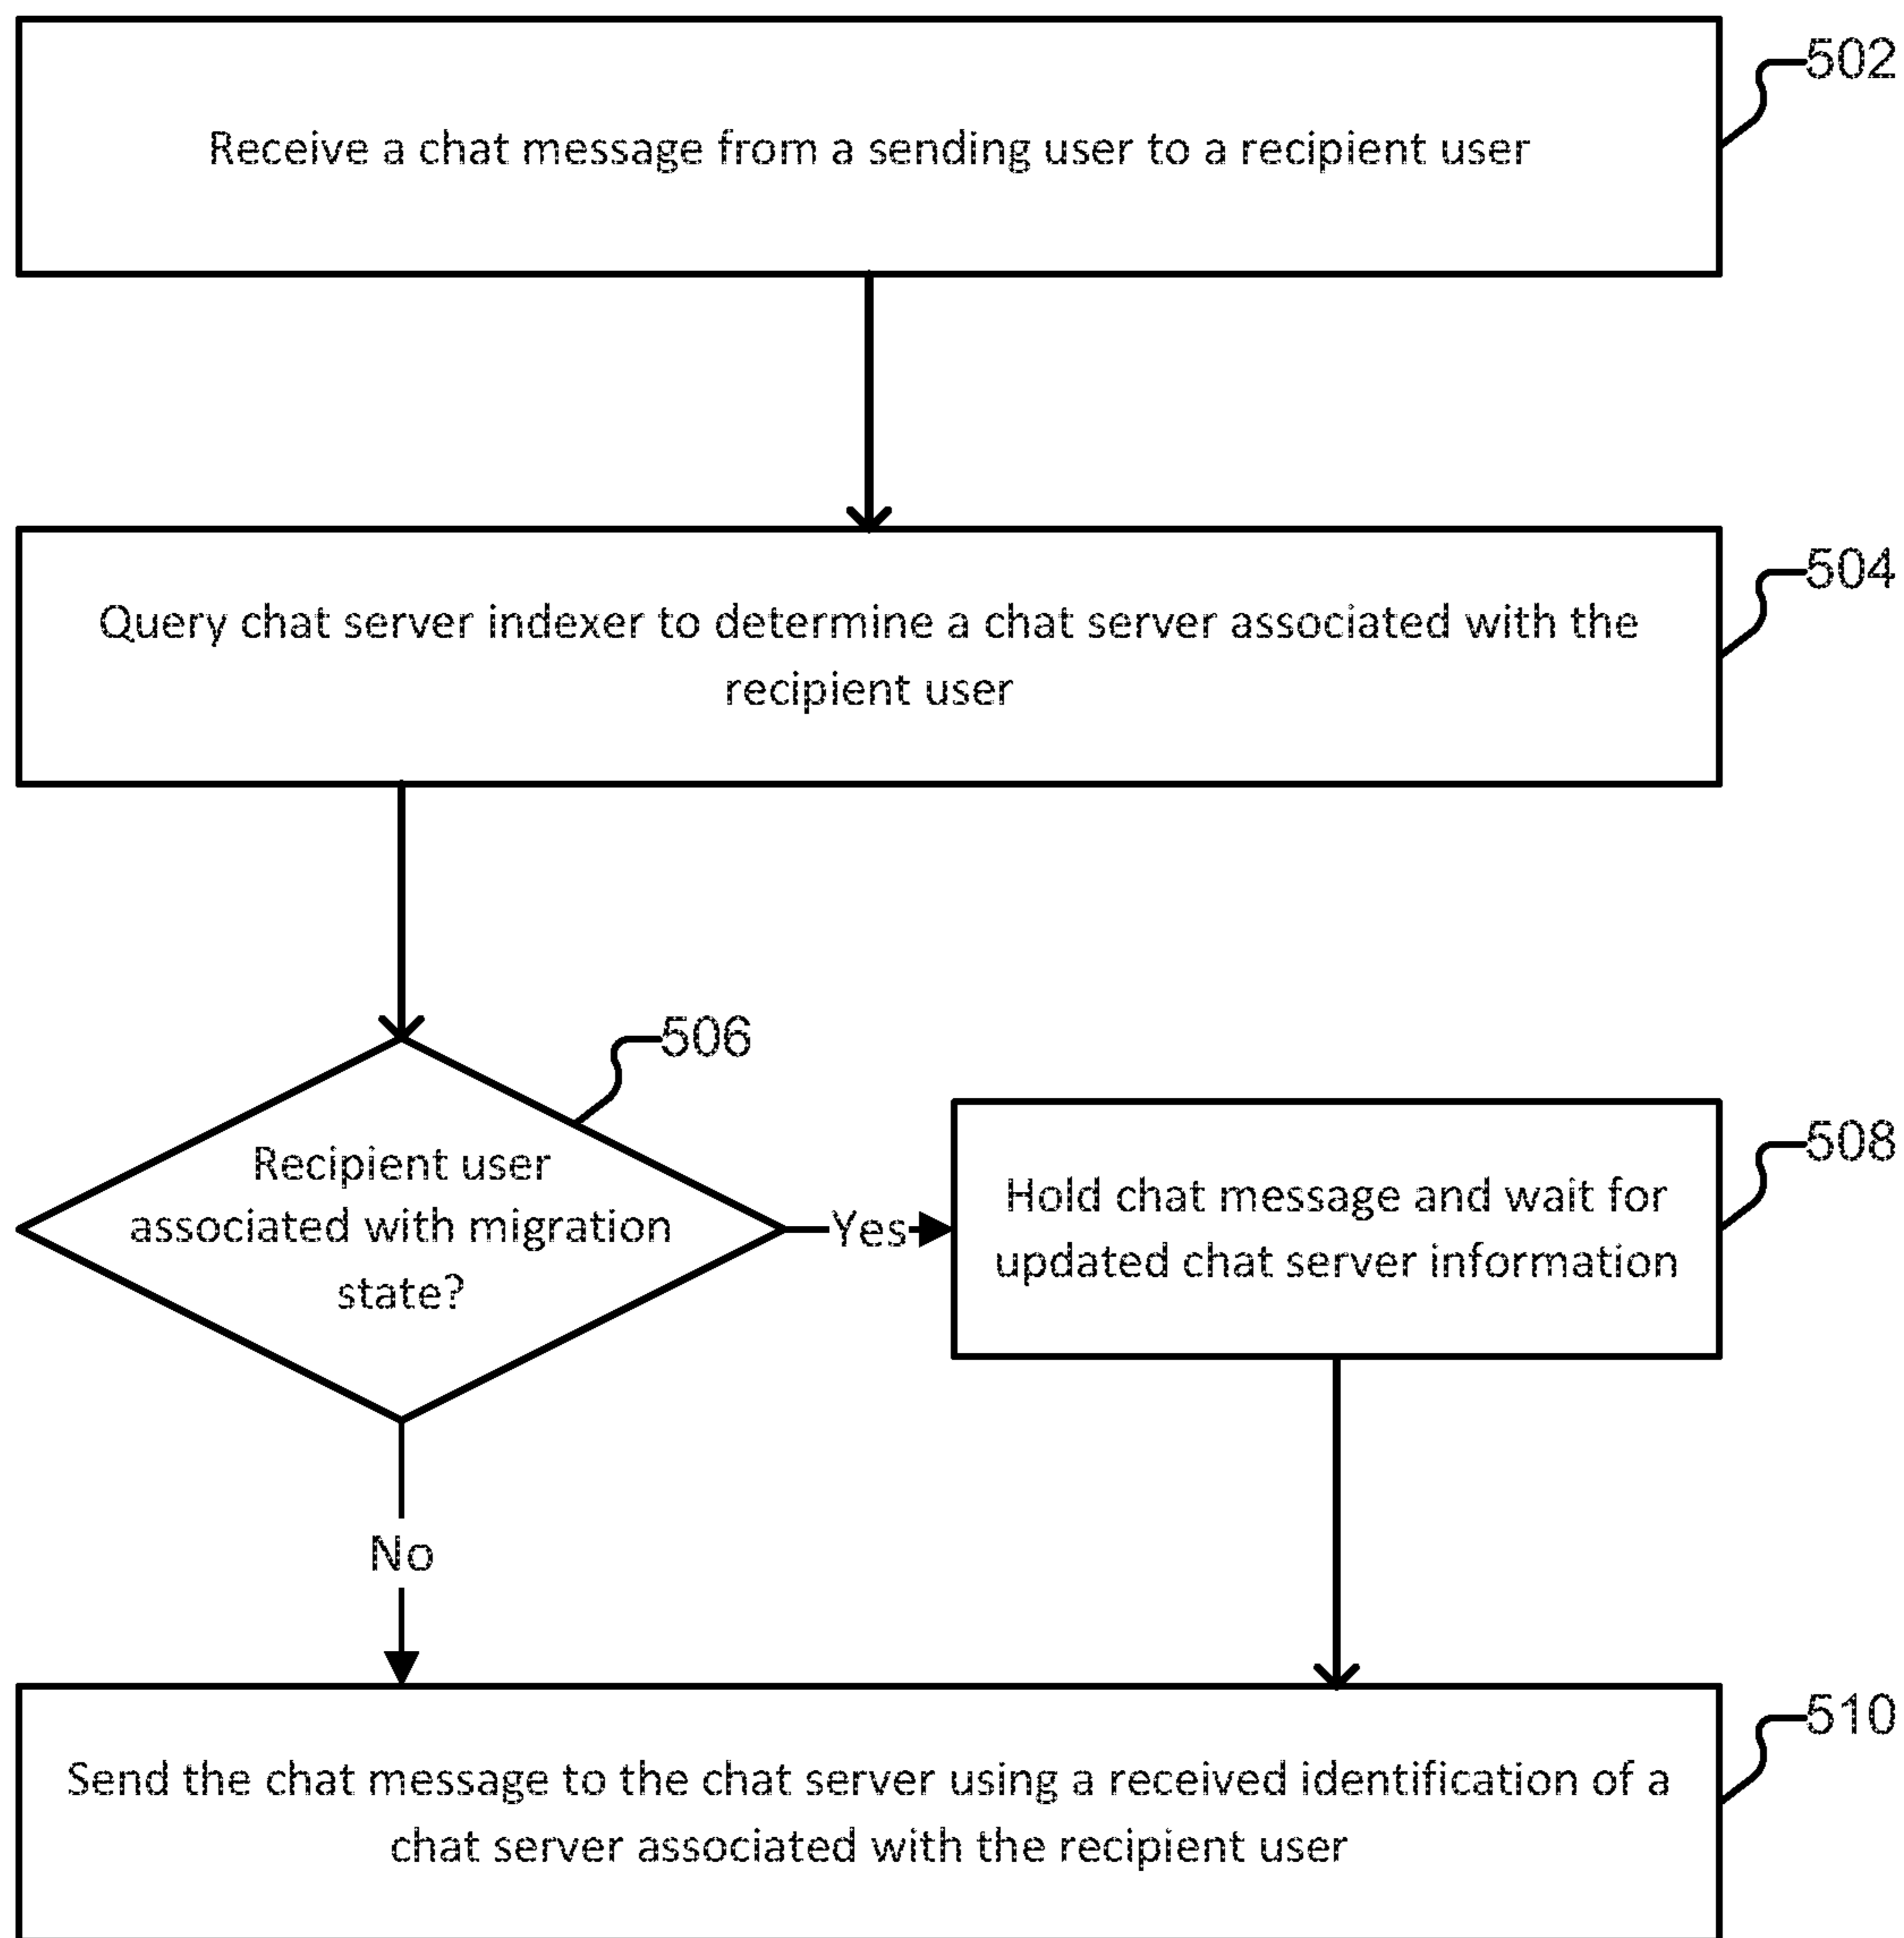 502
Receive a chat message from a sending user to a recipient user
504
Query chat server indexer to determine a chat server associated with the
recipient user
506
Recipient user
associated with migration
state?
Yes
508
Hold chat message and wait for
updated chat server information
No
510
Send the chat message to the chat server using a received identification of a
chat server associated with the recipient user